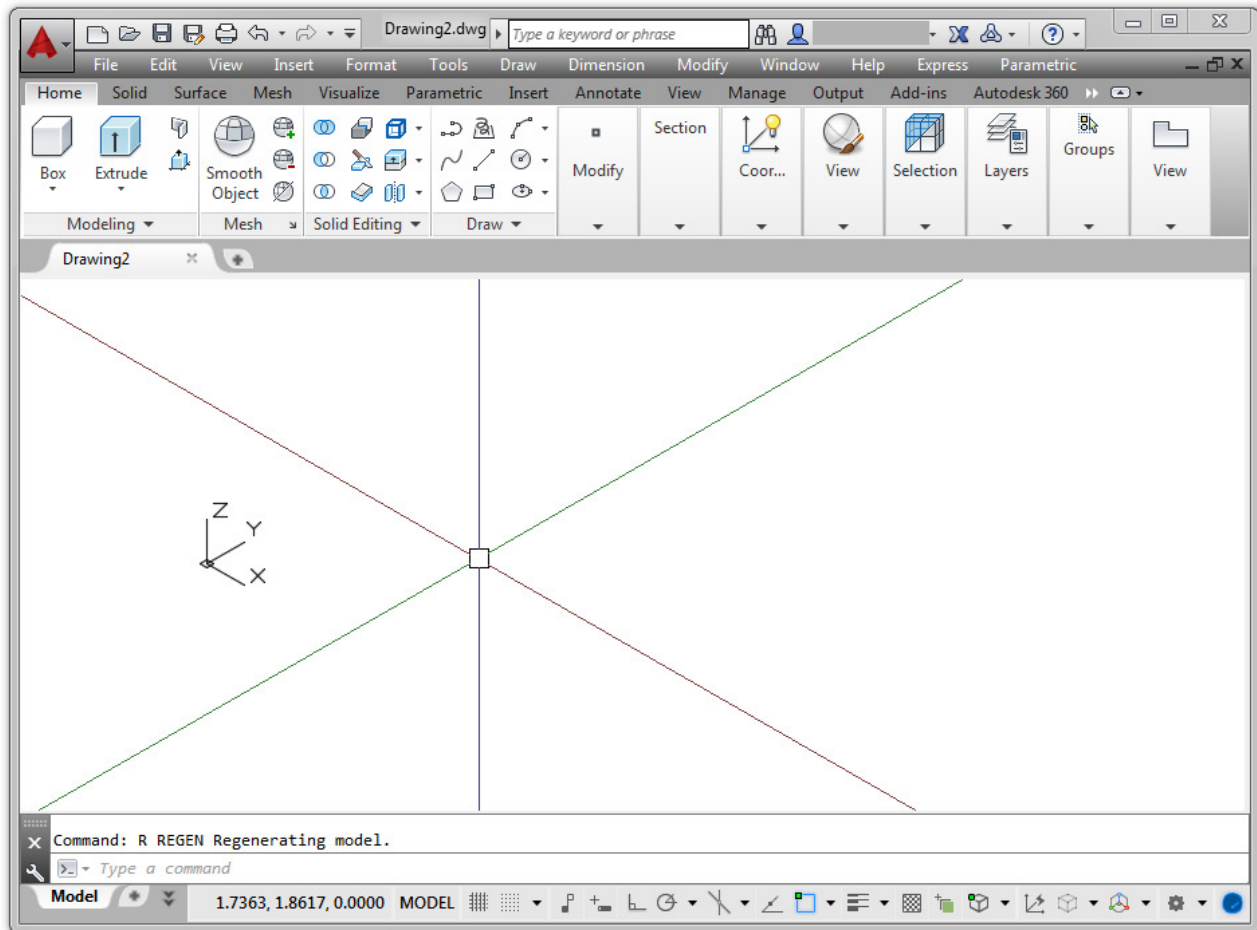 Drawing2.dwg Type a keyword or phrase
File Edit View Insert Format Tools Draw Dimension Modify Window Help Express Parametric
Home Solid Surface Mesh Visualize Parametric Insert Annotate View Manage Output Add-ins Autodesk 360
Box Extrude Smooth Object Modify Section Coor... View Selection Layers Groups View
Modeling Mesh Solid Editing Draw
Drawing2
Z
Y
X
Command: R REGEN Regenerating model.
Type a command
Model 1.7363, 1.8617, 0.0000 MODEL